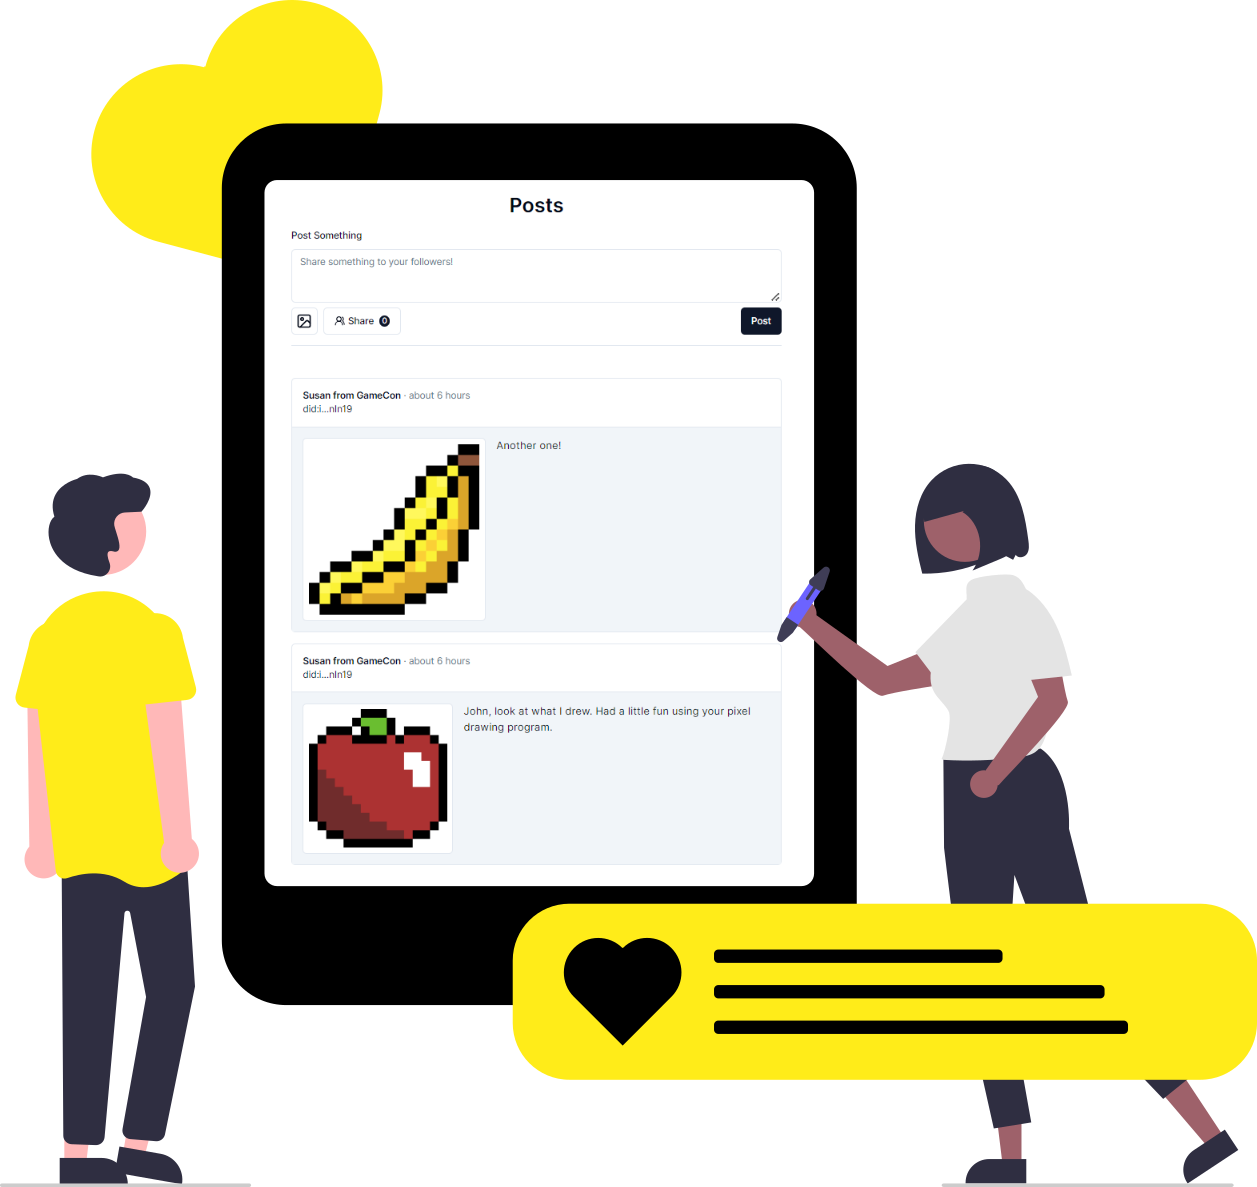 Posts
Post Something
Share something to your followers!
Share 0
Post
Susan from GameCon · about 6 hours
did:i...nln19
Another one!
Susan from GameCon · about 6 hours
did:i...nln19
John, look at what I drew. Had a little fun using your pixel
drawing program.